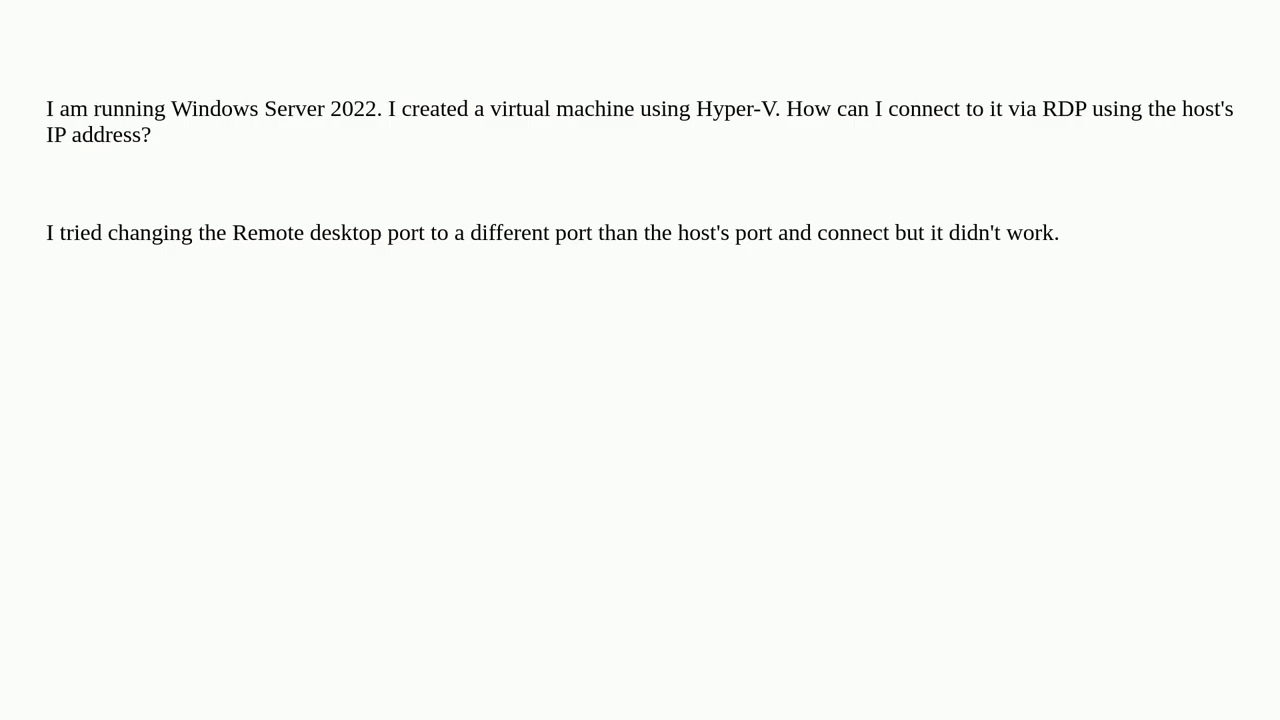 I am running Windows Server 2022. I created a virtual machine using Hyper-V. How can I connect to it via RDP using the host's
IP address?
I tried changing the Remote desktop port to a different port than the host's port and connect but it didn't work.